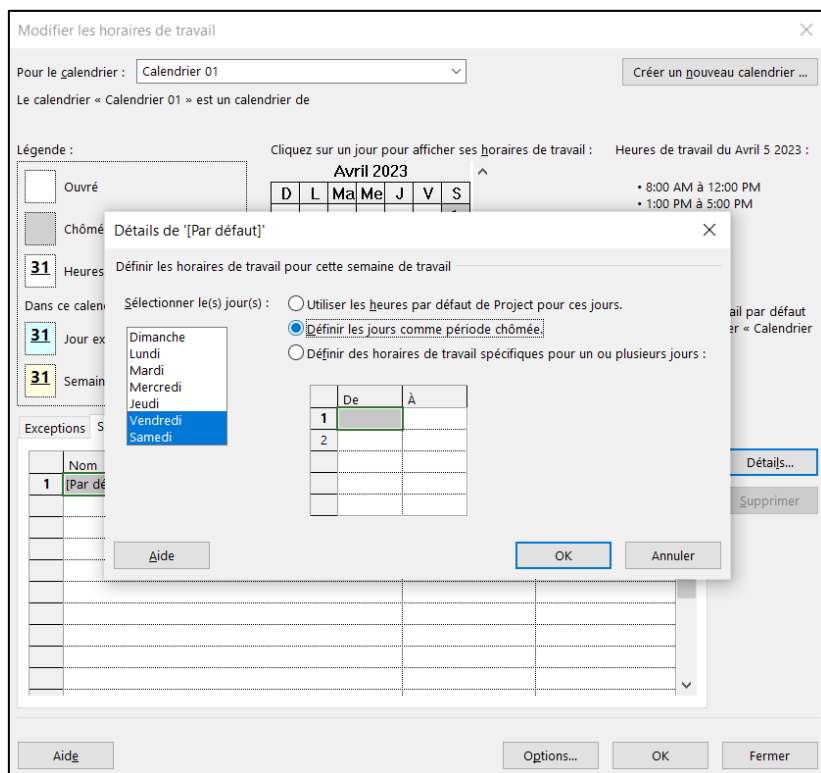 Modifier les horaires de travail
Pour le calendrier : Calendrier 01
Créer un nouveau calendrier ...
Le calendrier « Calendrier 01 » est un calendrier de
Légende :
Cliquez sur un jour pour afficher ses horaires de travail :
Heures de travail du Avril 5 2023 :
Ouvré
Avril 2023
D L Ma Me J V S
• 8:00 AM à 12:00 PM
• 1:00 PM à 5:00 PM
Chômé
31 Heures
Dans ce calen
31 Jour ex
31 Semain
ail par défaut
er « Calendrier
Détails de '[Par défaut]'
Définir les horaires de travail pour cette semaine de travail
Sélectionner le(s) jour(s) :
Dimanche
Lundi
Mardi
Mercredi
Jeudi
Vendredi
Samedi
Utiliser les heures par défaut de Project pour ces jours.
Définir les jours comme période chômée.
Définir des horaires de travail spécifiques pour un ou plusieurs jours :
De À
1
2
Aide OK Annuler
Exceptions S
Nom
1 [Par dé
Détails...
Supprimer
Aide Options... OK Fermer